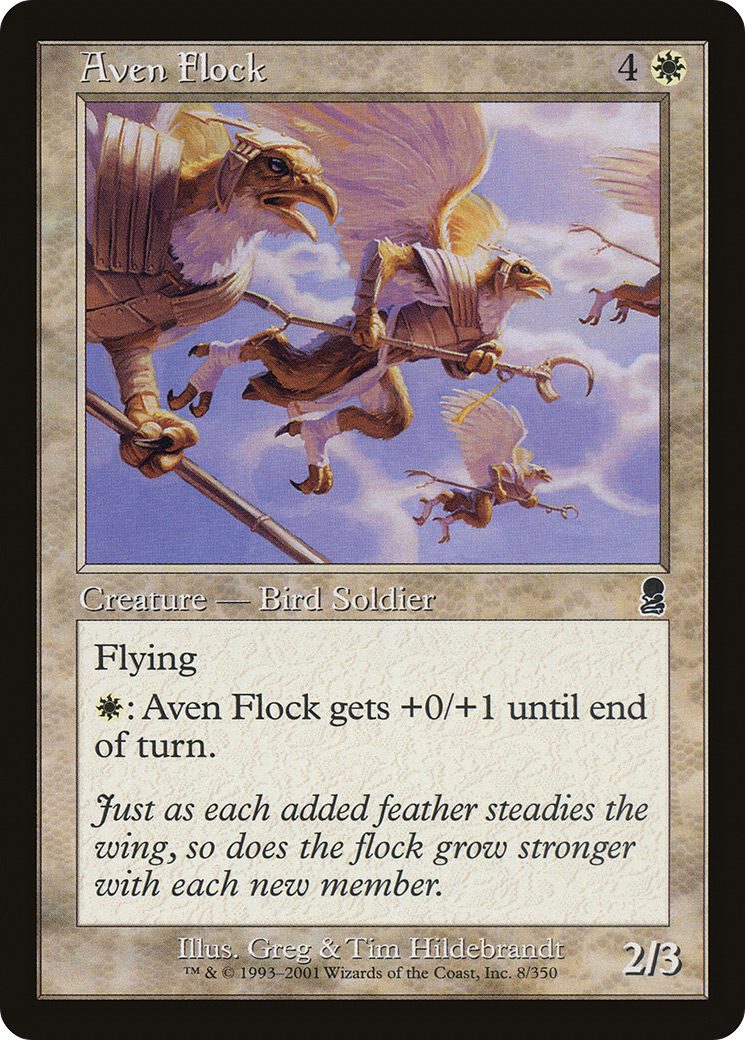 Aven Flock 4
Creature — Bird Soldier
Flying
: Aven Flock gets +0/+1 until end
of turn.
Just as each added feather steadies the
wing, so does the flock grow stronger
with each new member.
Illus. Greg & Tim Hildebrandt
™ & © 1993–2001 Wizards of the Coast, Inc. 8/350
2/3